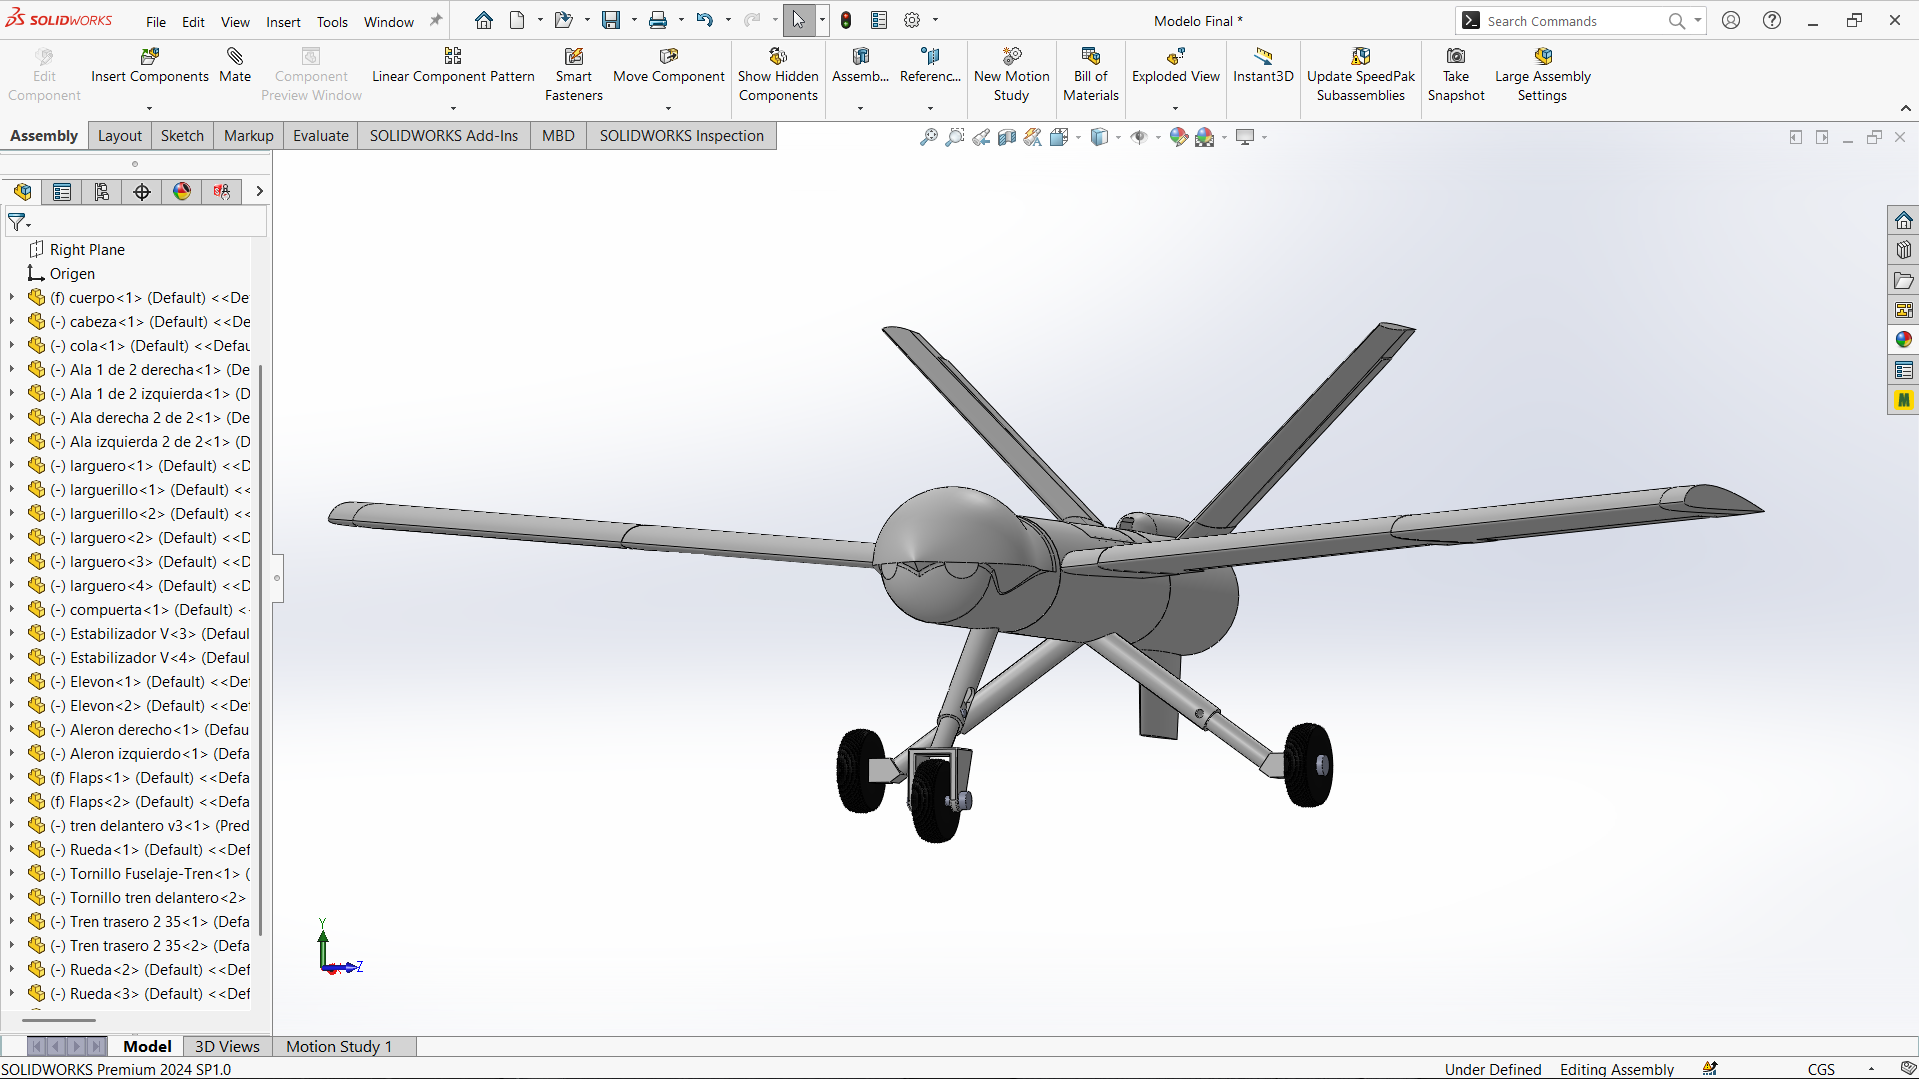 SOLIDWORKS File Edit View Insert Tools Window Modelo Final * Search Commands
Edit Component
Insert Components
Mate
Component Preview Window
Linear Component Pattern
Smart Fasteners
Move Component
Show Hidden Components
Assemb...
Referenc...
New Motion Study
Bill of Materials
Exploded View
Instant3D
Update SpeedPak Subassemblies
Take Snapshot
Large Assembly Settings
Assembly Layout Sketch Markup Evaluate SOLIDWORKS Add-Ins MBD SOLIDWORKS Inspection
Right Plane
Origen
(f) cuerpo<1> (Default) <<De
(-) cabeza<1> (Default) <<De
(-) cola<1> (Default) <<Defau
(-) Ala 1 de 2 derecha<1> (De
(-) Ala 1 de 2 izquierda<1> (D
(-) Ala derecha 2 de 2<1> (De
(-) Ala izquierda 2 de 2<1> (D
(-) larguero<1> (Default) <<D
(-) larguerillo<1> (Default) <<
(-) larguerillo<2> (Default) <<
(-) larguero<2> (Default) <<D
(-) larguero<3> (Default) <<D
(-) larguero<4> (Default) <<D
(-) compuerta<1> (Default) <
(-) Estabilizador V<3> (Defaul
(-) Estabilizador V<4> (Defaul
(-) Elevon<1> (Default) <<De
(-) Elevon<2> (Default) <<De
(-) Aleron derecho<1> (Defau
(-) Aleron izquierdo<1> (Defa
(f) Flaps<1> (Default) <<Defa
(f) Flaps<2> (Default) <<Defa
(-) tren delantero v3<1> (Pred
(-) Rueda<1> (Default) <<Def
(-) Tornillo Fuselaje-Tren<1> (
(-) Tornillo tren delantero<2>
(-) Tren trasero 2 35<1> (Defa
(-) Tren trasero 2 35<2> (Defa
(-) Rueda<2> (Default) <<Def
(-) Rueda<3> (Default) <<Def
Y
Z
M
Model 3D Views Motion Study 1
SOLIDWORKS Premium 2024 SP1.0 Under Defined Editing Assembly CGS